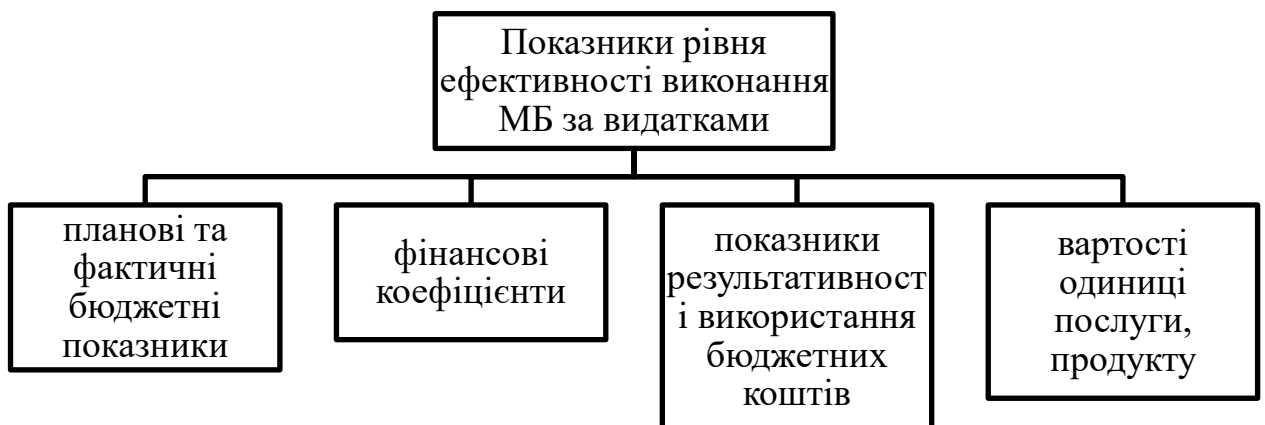 Показники рівня
ефективності виконання
МБ за видатками
планові та
фактичні
бюджетні
показники
фінансові
коефіцієнти
показники
результативност
і використання
бюджетних
коштів
вартості
одиниці
послуги,
продукту